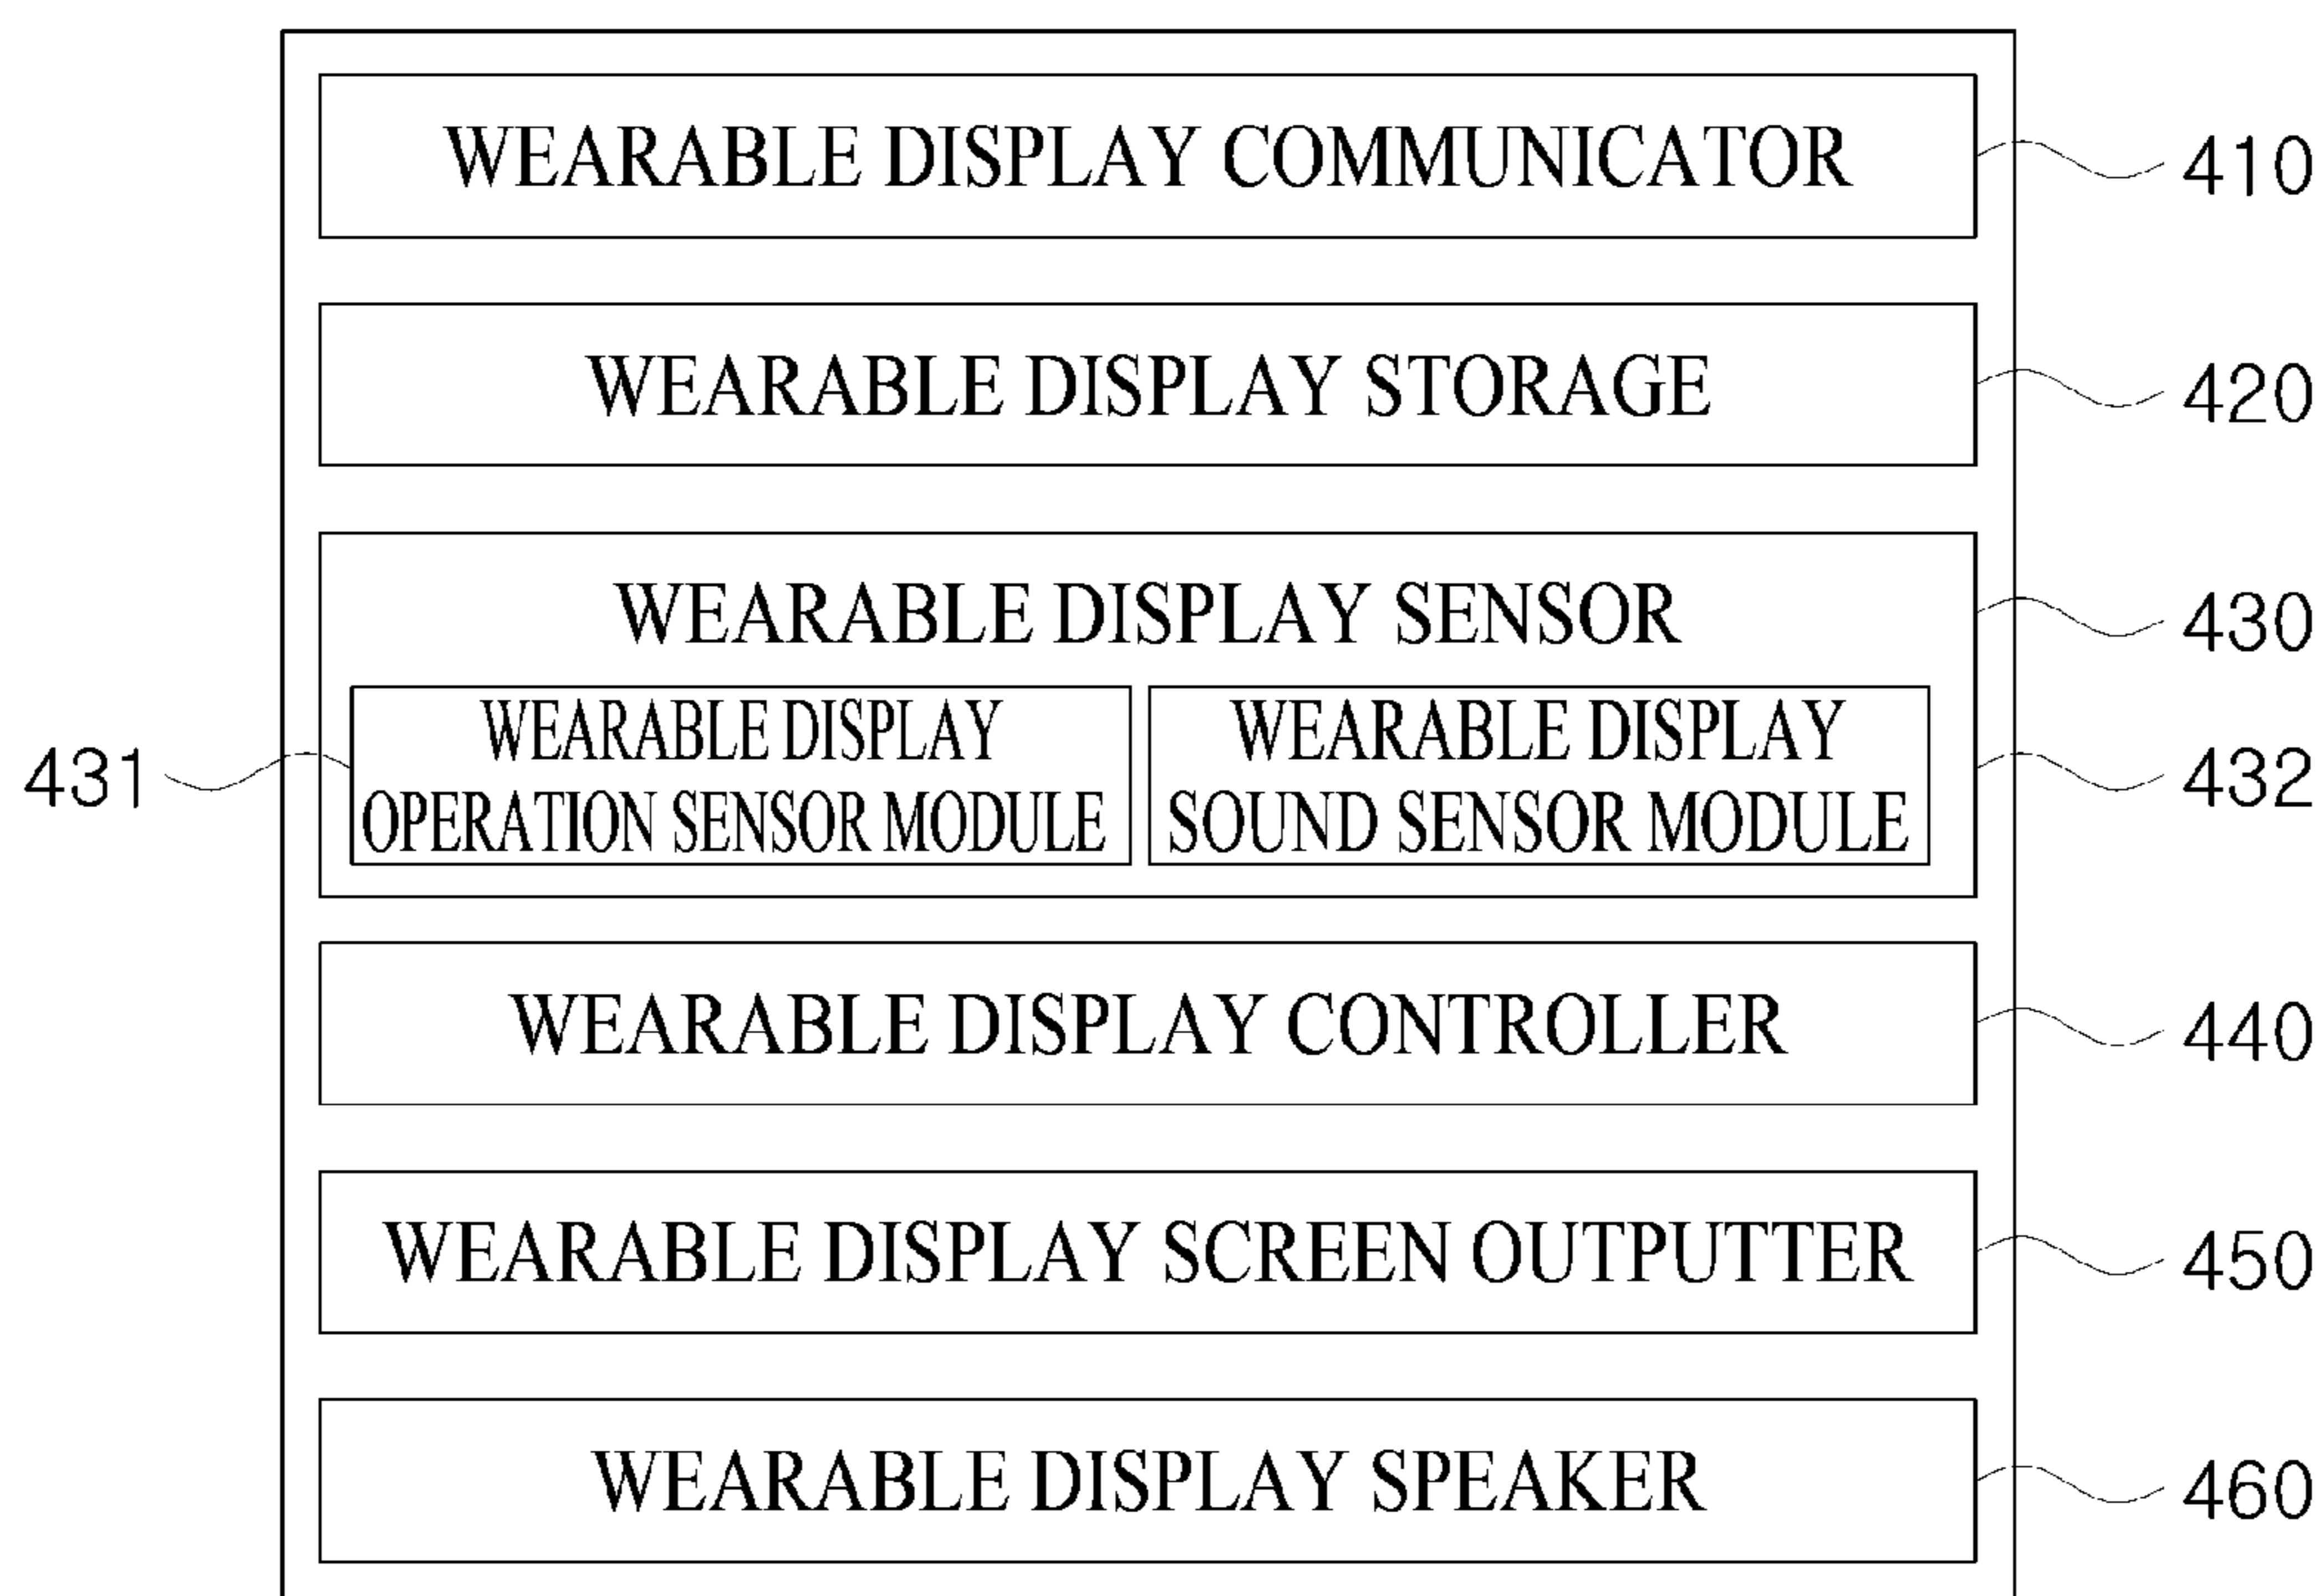 WEARABLE DISPLAY COMMUNICATOR 410
WEARABLE DISPLAY STORAGE 420
WEARABLE DISPLAY SENSOR 430
431
WEARABLE DISPLAY
OPERATION SENSOR MODULE
WEARABLE DISPLAY
SOUND SENSOR MODULE
432
WEARABLE DISPLAY CONTROLLER 440
WEARABLE DISPLAY SCREEN OUTPUTTER 450
WEARABLE DISPLAY SPEAKER 460